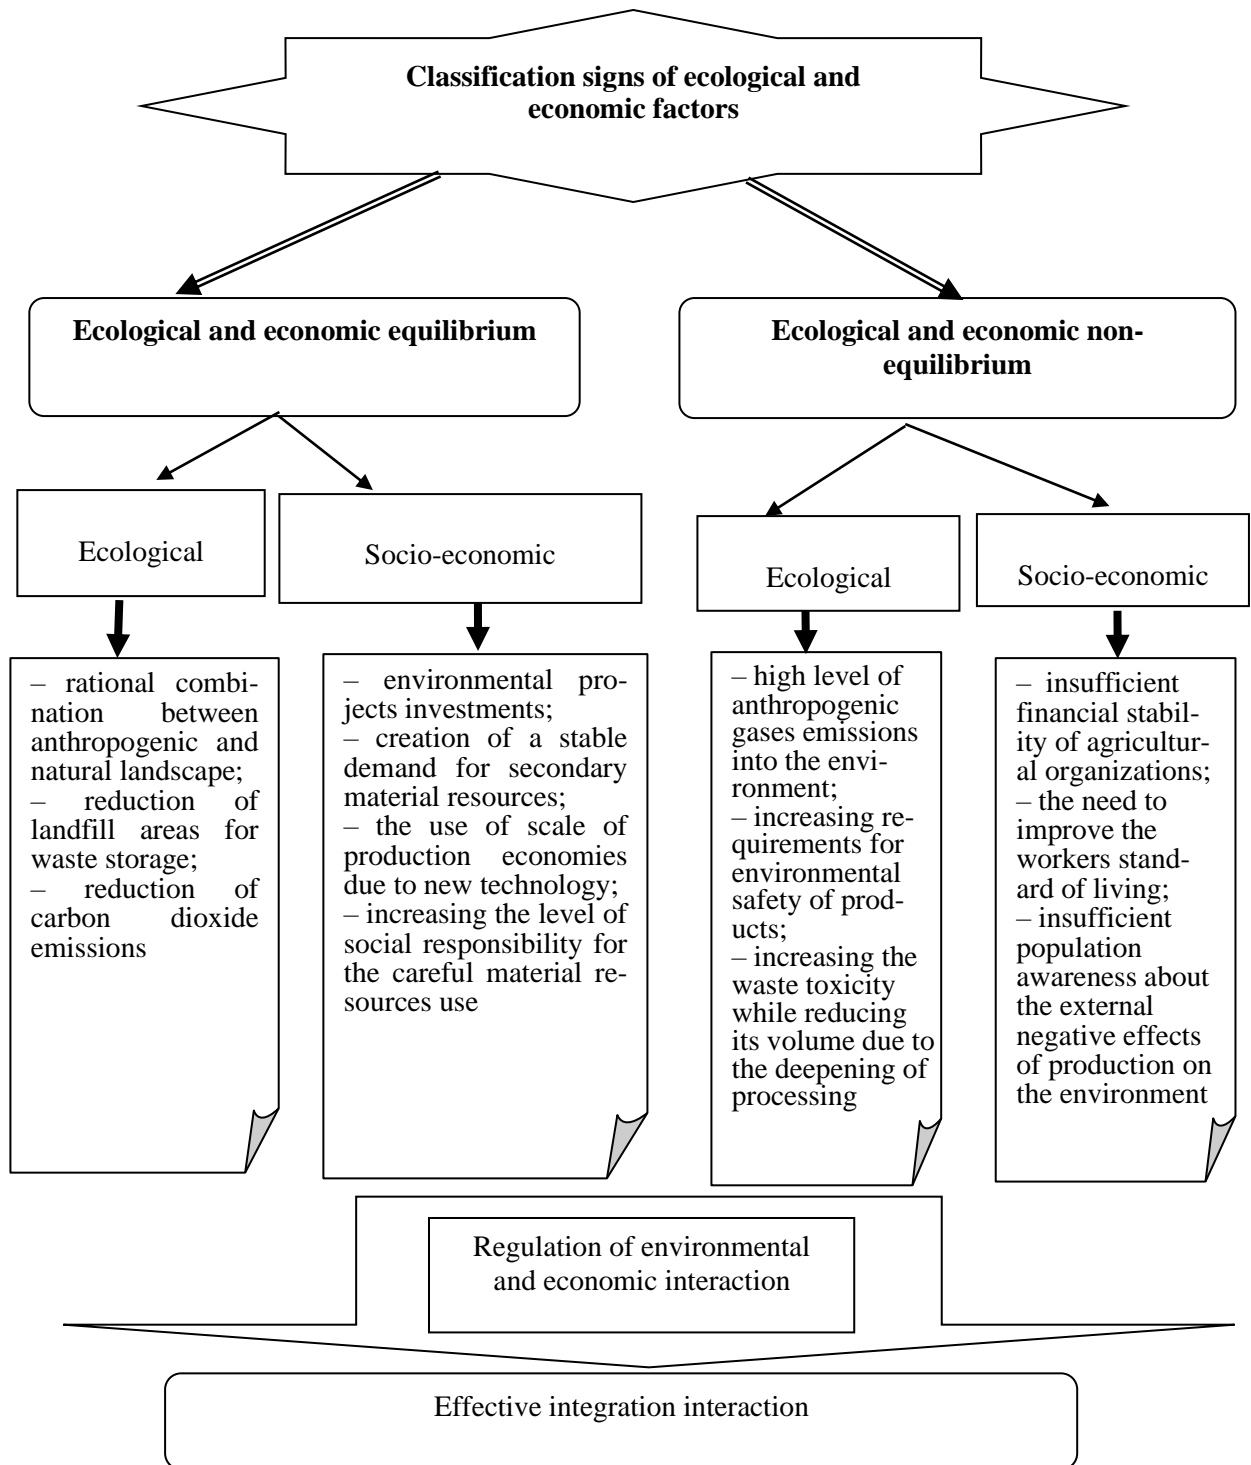 Classification signs of ecological and
economic factors
Ecological and economic equilibrium
Ecological and economic non-
equilibrium
Ecological
Socio-economic
Ecological
Socio-economic
– rational combi-
nation between
anthropogenic and
natural landscape;
– reduction of
landfill areas for
waste storage;
– reduction of
carbon dioxide
emissions
– environmental pro-
jects investments;
– creation of a stable
demand for secondary
material resources;
– the use of scale of
production economies
due to new technology;
– increasing the level of
social responsibility for
the careful material re-
sources use
– high level of
anthropogenic
gases emissions
into the envi-
ronment;
– increasing re-
quirements for
environmental
safety of prod-
ucts;
– increasing the
waste toxicity
while reducing
its volume due to
the deepening of
processing
– insufficient
financial stabil-
ity of agricultur-
al organizations;
– the need to
improve the
workers stand-
ard of living;
– insufficient
population
awareness about
the external
negative effects
of production on
the environment
Regulation of environmental
and economic interaction
Effective integration interaction